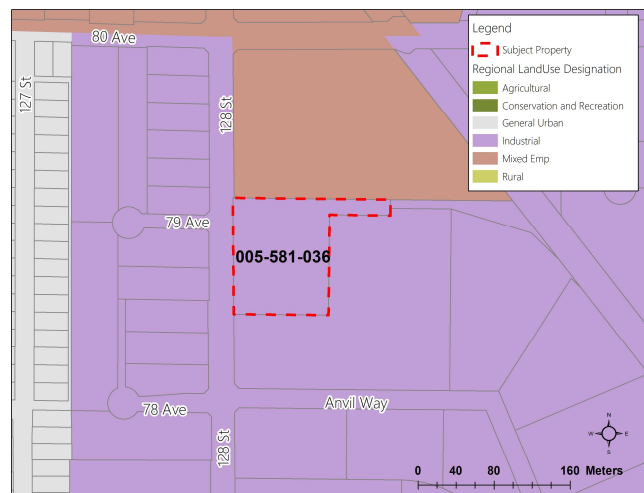 80 Ave
127 St
128 St
79 Ave
005-581-036
78 Ave
Anvil Way
128 St
Legend
Subject Property
Regional LandUse Designation
Agricultural
Conservation and Recreation
General Urban
Industrial
Mixed Emp
Rural
N
W E
S
0 40 80 160 Meters